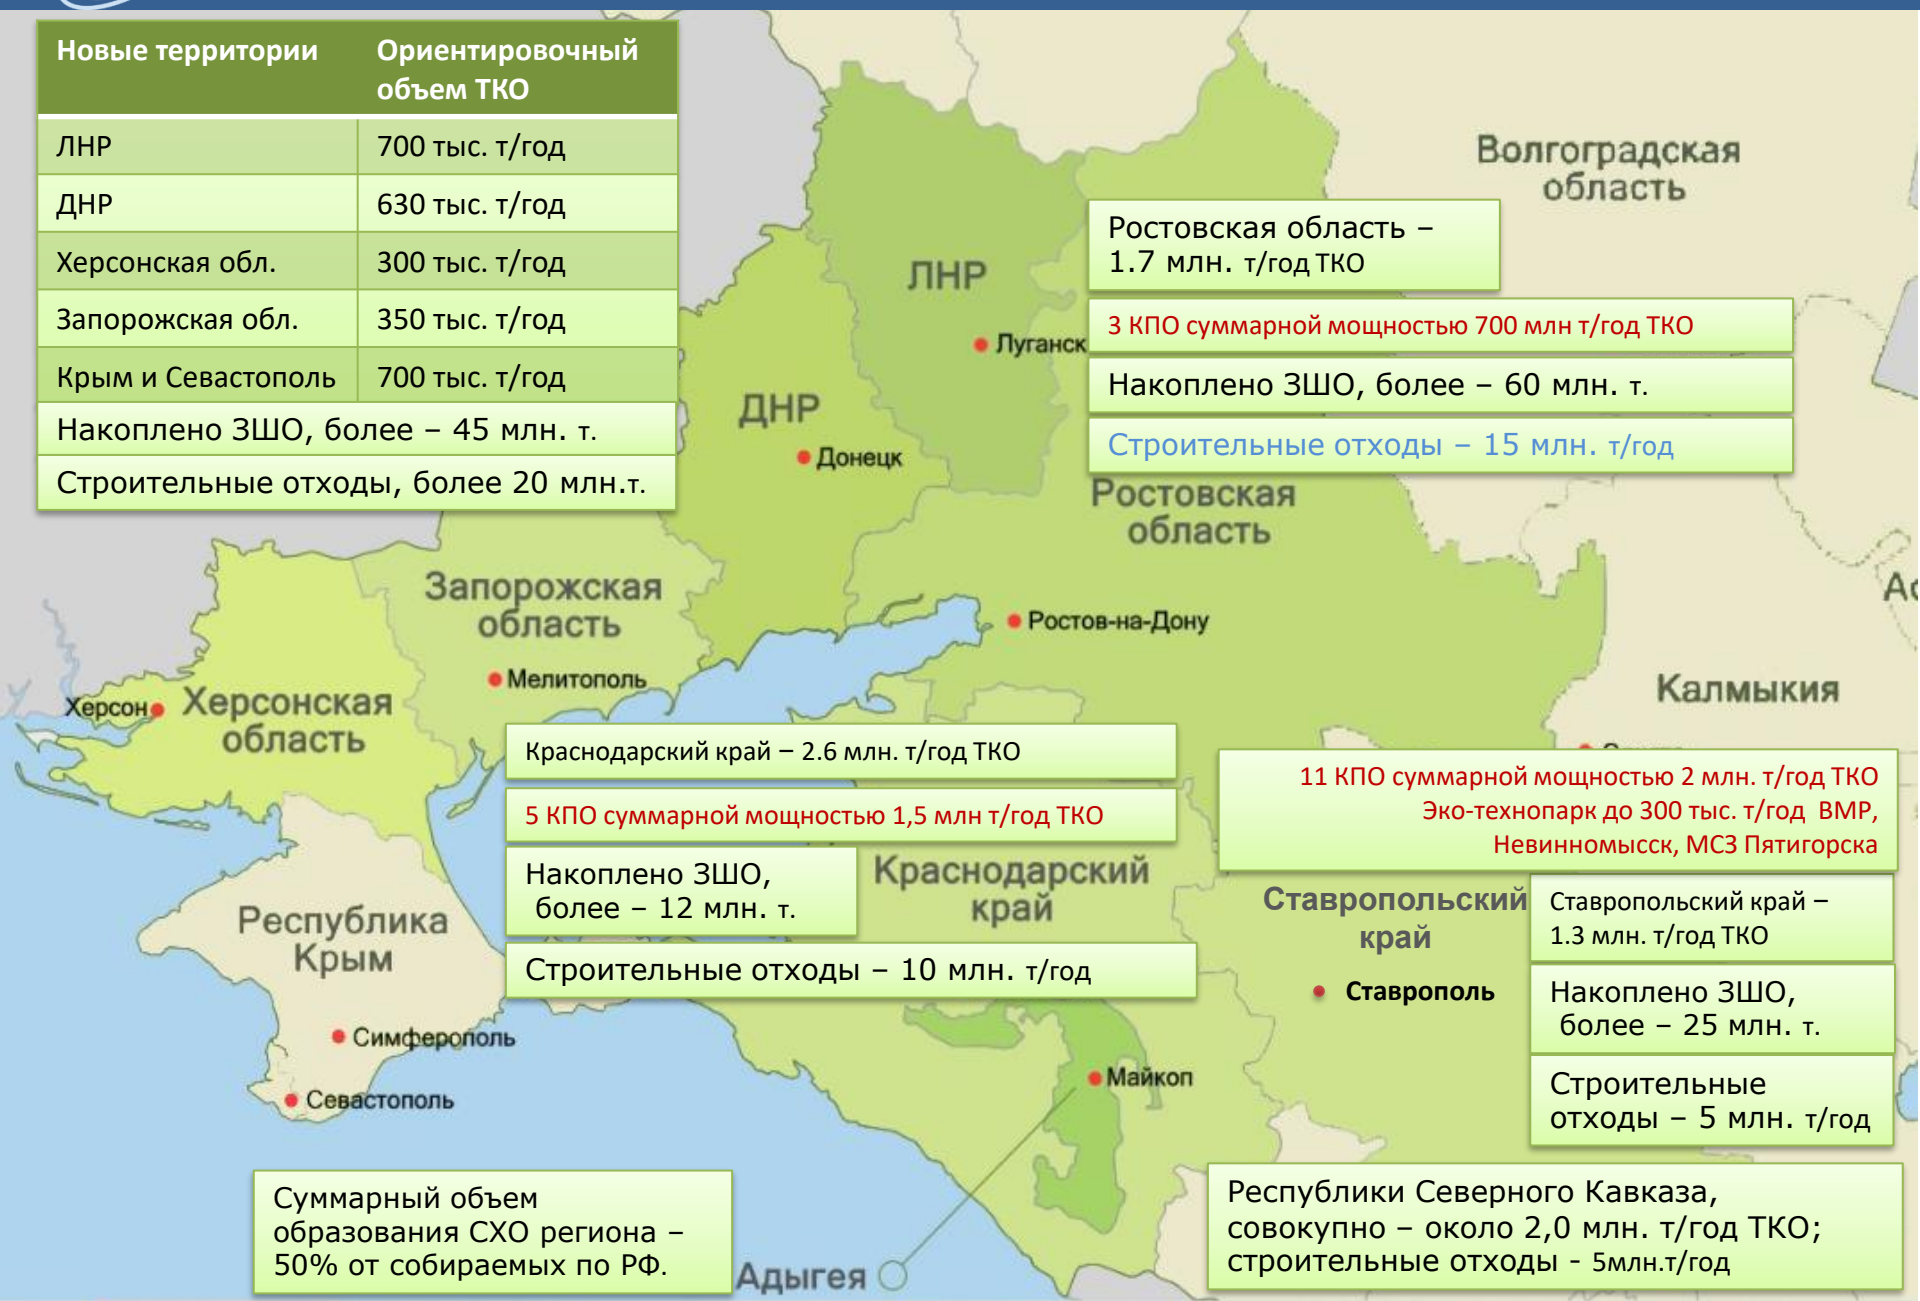 Новые территории Ориентировочный
объем ТКО
ЛНР 700 тыс. т/год
ДНР 630 тыс. т/год
Херсонская обл. 300 тыс. т/год
Запорожская обл. 350 тыс. т/год
Крым и Севастополь 700 тыс. т/год
Накоплено ЗШО, более – 45 млн. т.
Строительные отходы, более 20 млн.т.
Волгоградская
область
Ростовская область –
1.7 млн. т/год ТКО
3 КПО суммарной мощностью 700 млн т/год ТКО
Накоплено ЗШО, более – 60 млн. т.
Строительные отходы – 15 млн. т/год
ЛНР
Луганск
ДНР
Донецк
Ростовская
область
Ростов-на-Дону
Запорожская
область
Мелитополь
Херсон
Херсонская
область
Калмыкия
Краснодарский край – 2.6 млн. т/год ТКО
5 КПО суммарной мощностью 1,5 млн т/год ТКО
Накоплено ЗШО,
более – 12 млн. т.
Строительные отходы – 10 млн. т/год
Краснодарский
край
11 КПО суммарной мощностью 2 млн. т/год ТКО
Эко-технопарк до 300 тыс. т/год ВМР,
Невинномысск, МСЗ Пятигорска
Ставропольский
край
Ставрополь
Ставропольский край –
1.3 млн. т/год ТКО
Накоплено ЗШО,
более – 25 млн. т.
Строительные
отходы – 5 млн. т/год
Республика
Крым
Симферополь
Севастополь
Майкоп
Адыгея
Суммарный объем
образования СХО региона –
50% от собираемых по РФ.
Республики Северного Кавказа,
совокупно – около 2,0 млн. т/год ТКО;
строительные отходы - 5млн.т/год